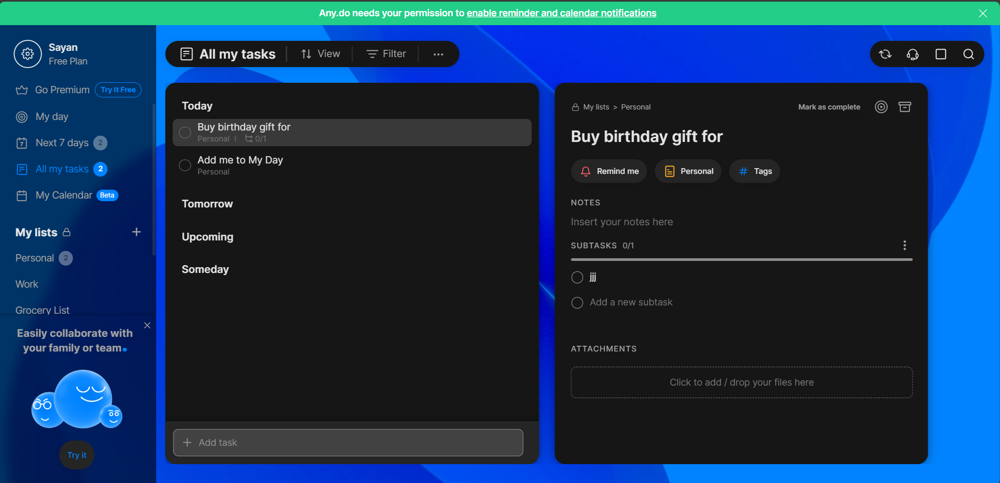 Any.do needs your permission to enable reminder and calendar notifications
Sayan
Free Plan
Go Premium Try It Free
My day
7 Next 7 days 2
All my tasks 2
My Calendar Beta
My lists
Personal 2
Work
Grocery List
Easily collaborate with
your family or team
Try it
All my tasks View Filter
Today
Buy birthday gift for
Personal | 0/1
Add me to My Day
Personal
Tomorrow
Upcoming
Someday
Add task
My lists > Personal Mark as complete
Buy birthday gift for
Remind me Personal # Tags
NOTES
Insert your notes here
SUBTASKS 0/1
jjj
Add a new subtask
ATTACHMENTS
Click to add / drop your files here